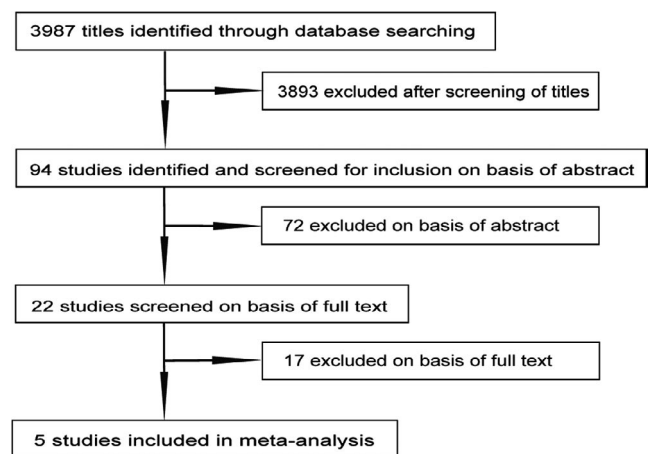 3987 titles identified through database searching
3893 excluded after screening of titles
94 studies identified and screened for inclusion on basis of abstract
72 excluded on basis of abstract
22 studies screened on basis of full text
17 excluded on basis of full text
5 studies included in meta-analysis